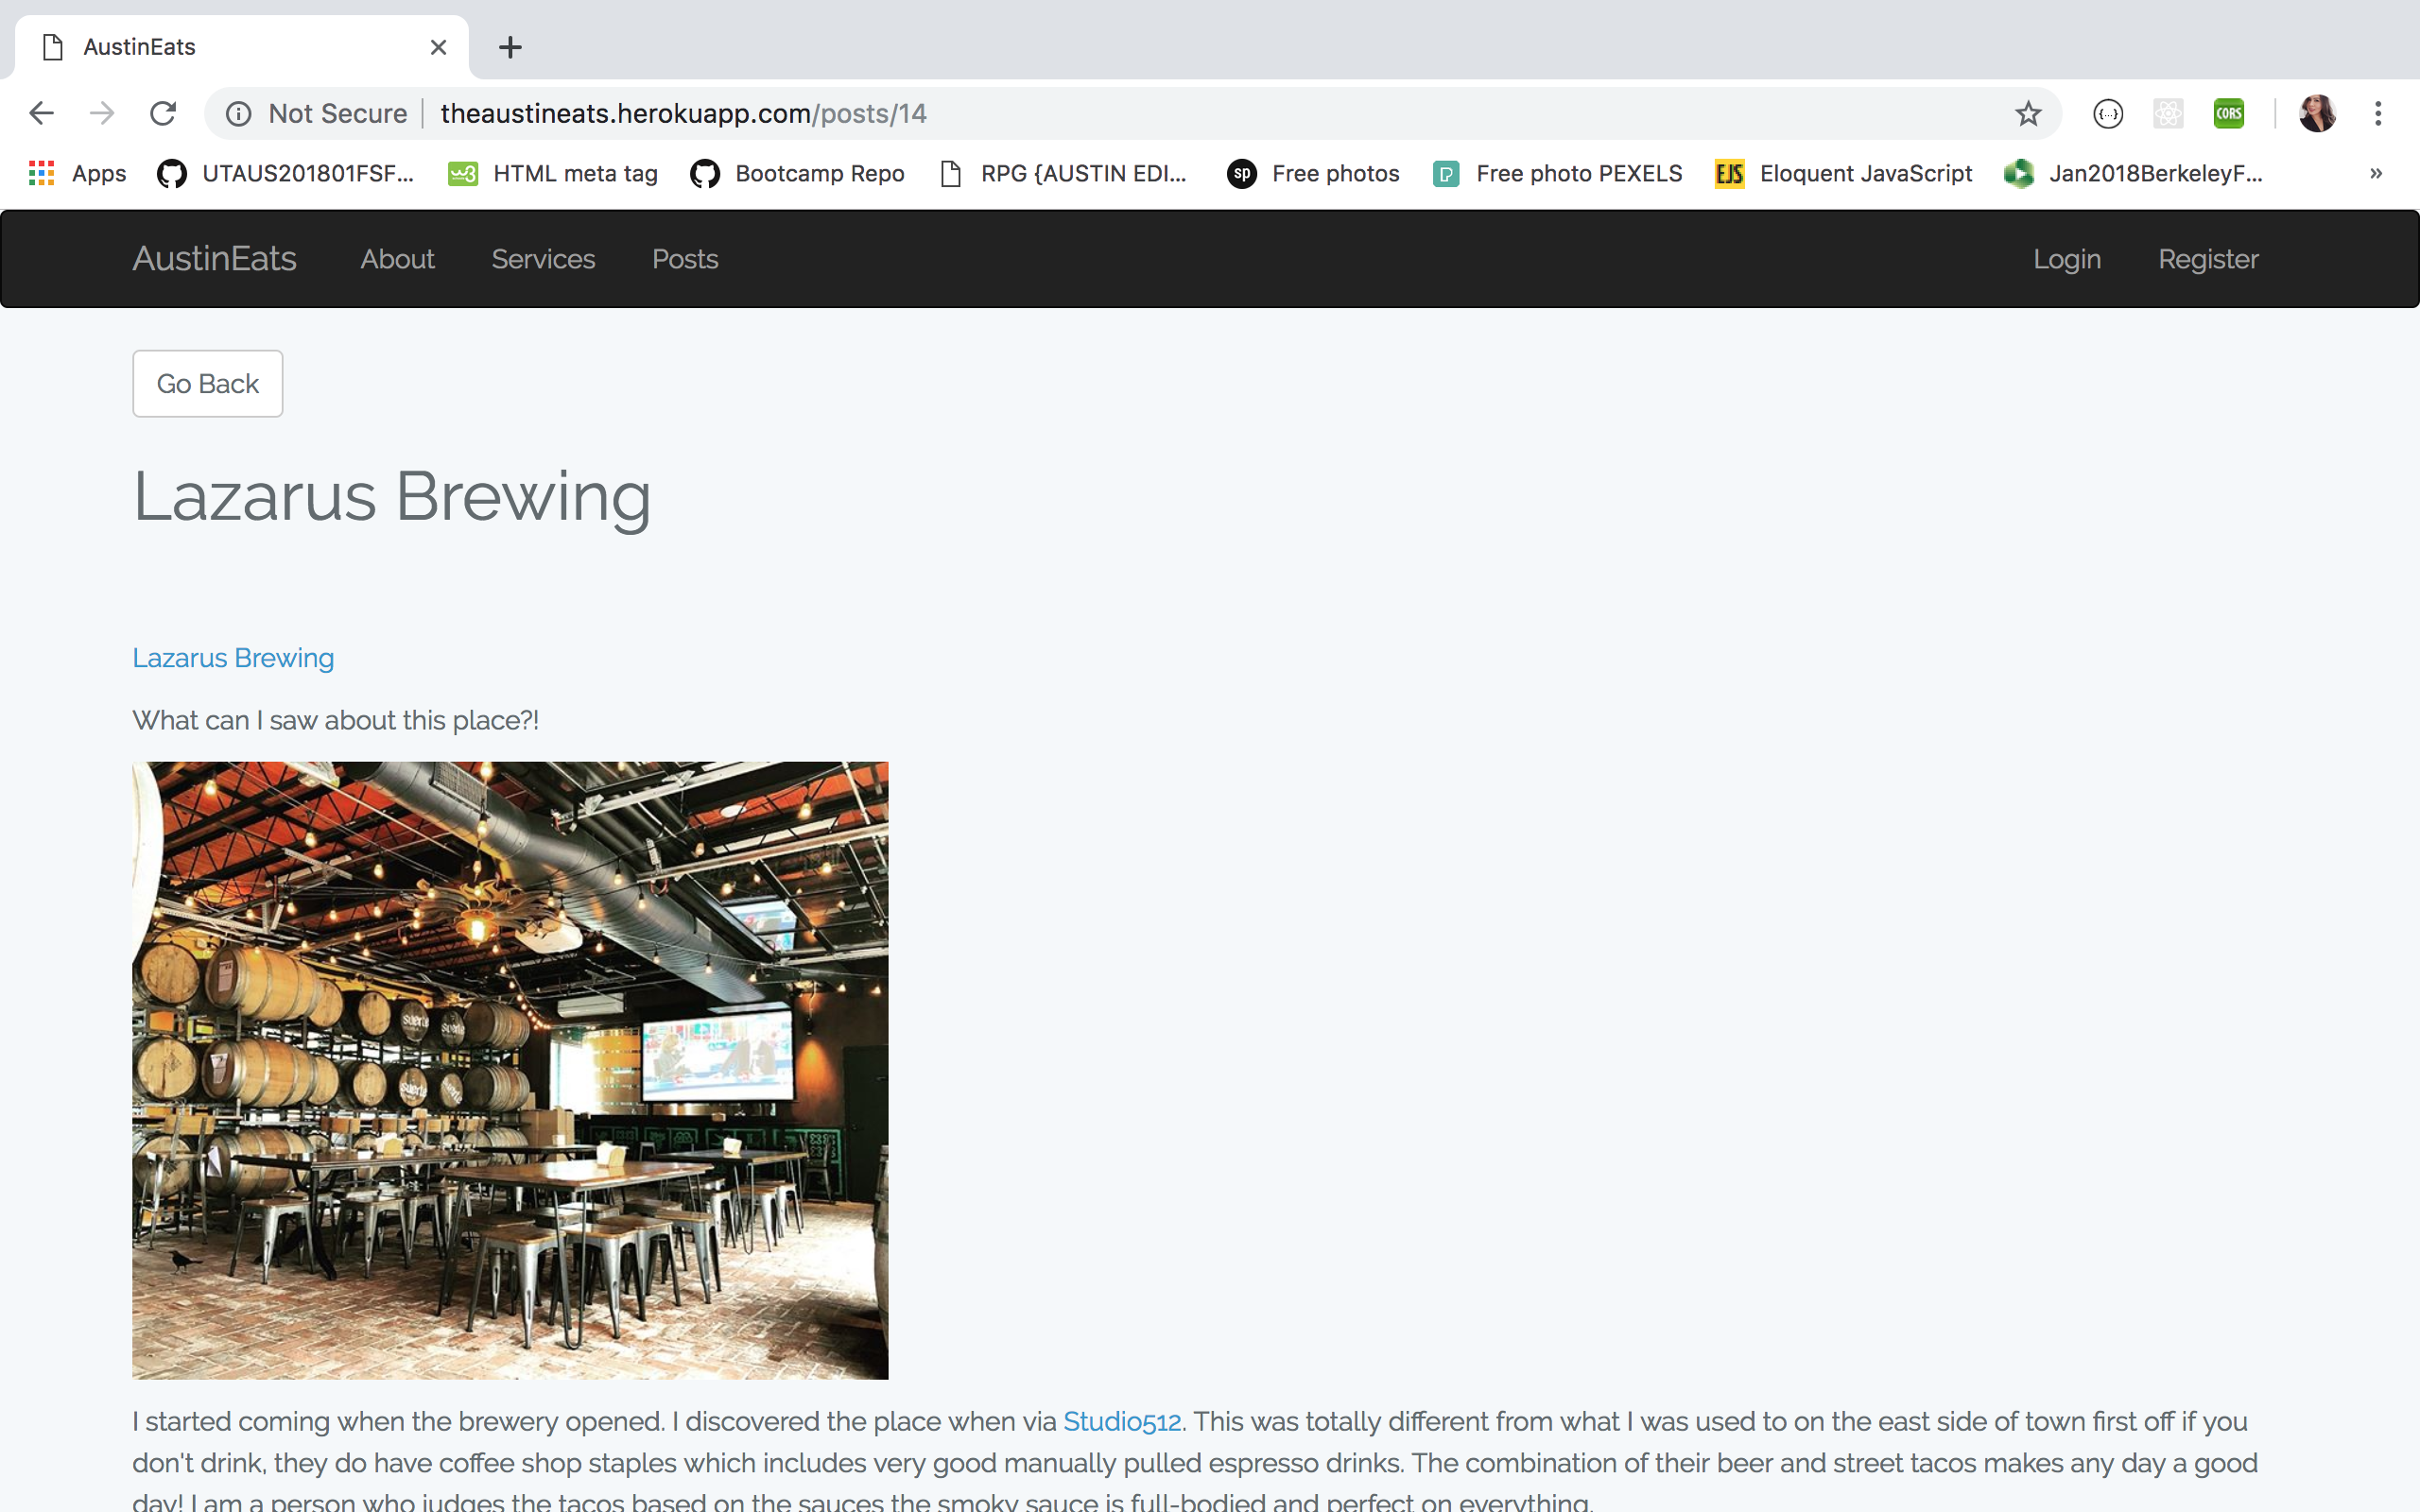 AustinEats
Not Secure theaustineats.herokuapp.com/posts/14
{...} CORS
Apps UTAUS201801FSF... w3 HTML meta tag Bootcamp Repo RPG {AUSTIN EDI... sp Free photos P Free photo PEXELS EJS Eloquent JavaScript Jan2018BerkeleyF... »
AustinEats About Services Posts Login Register
Go Back
Lazarus Brewing
Lazarus Brewing
What can I saw about this place?!
I started coming when the brewery opened. I discovered the place when via Studio512. This was totally different from what I was used to on the east side of town first off if you
don't drink, they do have coffee shop staples which includes very good manually pulled espresso drinks. The combination of their beer and street tacos makes any day a good
day! I am a person who judges the tacos based on the sauces the smoky sauce is full-bodied and perfect on everything.